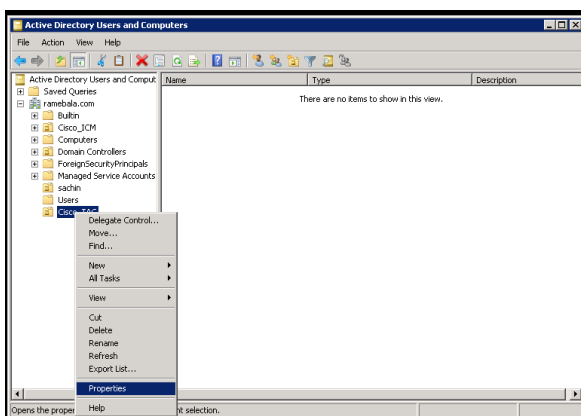 Active Directory Users and Computers
File Action View Help
Active Directory Users and Comput
Name Type Description
Saved Queries
There are no items to show in this view.
ramebala.com
Builtin
Cisco_ICM
Computers
Domain Controllers
ForeignSecurityPrincipals
Managed Service Accounts
sachin
Users
Cisco_TAC
Delegate Control...
Move...
Find...
New
All Tasks
View
Cut
Delete
Rename
Refresh
Export List...
Properties
Help
Opens the proper
nt selection.